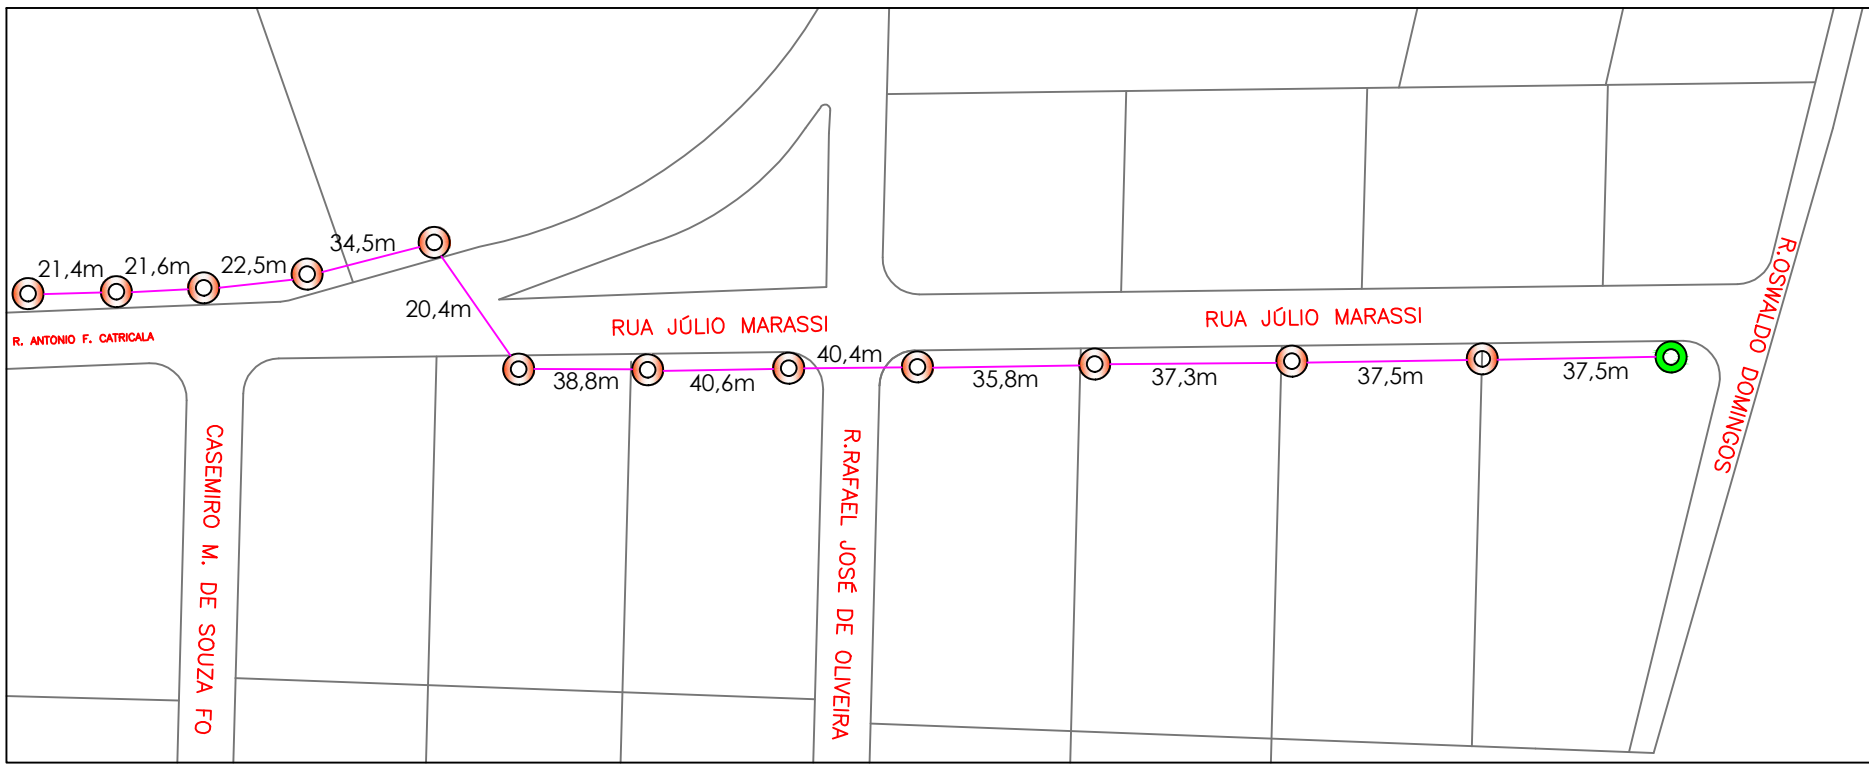 34,5m
21,4m
21,6m
22,5m
20,4m
R. ANTONIO F. CATRICALA
RUA JÚLIO MARASSI
RUA JÚLIO MARASSI
R.OSWALDO DOMINGOS
40,4m
38,8m
40,6m
35,8m
37,3m
37,5m
37,5m
CASEMIRO M. DE SOUZA FO
R.RAFAEL JOSÉ DE OLIVEIRA